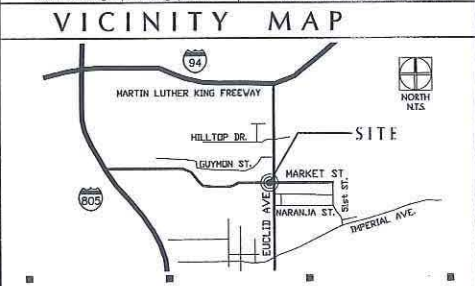 VICINITY MAP
94
MARTIN LUTHER KING FREEWAY
NORTH
N.T.S.
HILLTOP DR.
SITE
GUYMON ST.
MARKET ST.
805
EUCLID AVE
NARANJA ST.
51st ST.
IMPERIAL AVE.